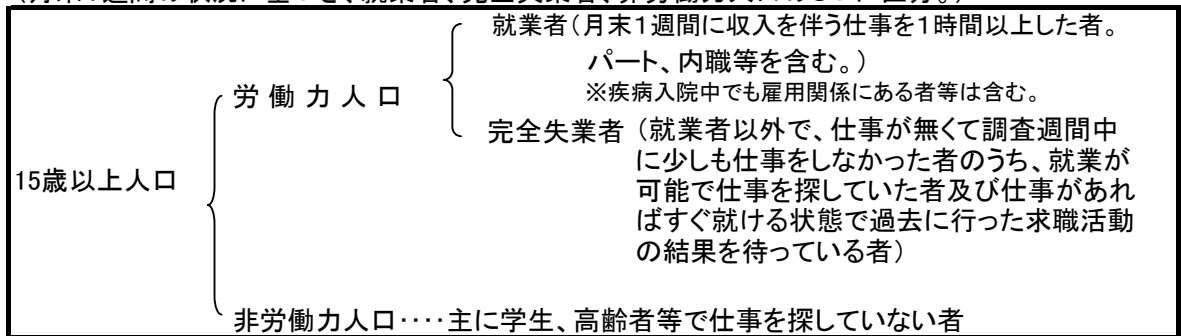 就業者(月末1週間に収入を伴う仕事を1時間以上した者。
パート、内職等を含む。)
労 働 力 人 口
※疾病入院中でも雇用関係にある者等は含む。
完全失業者 (就業者以外で、仕事が無くて調査週間中
に少しも仕事をしなかった者のうち、就業が
15歳以上人口
可能で仕事を探していた者及び仕事があれ
ばすぐ就ける状態で過去に行った求職活動
の結果を待っている者)
非労働力人口‥‥主に学生、高齢者等で仕事を探していない者